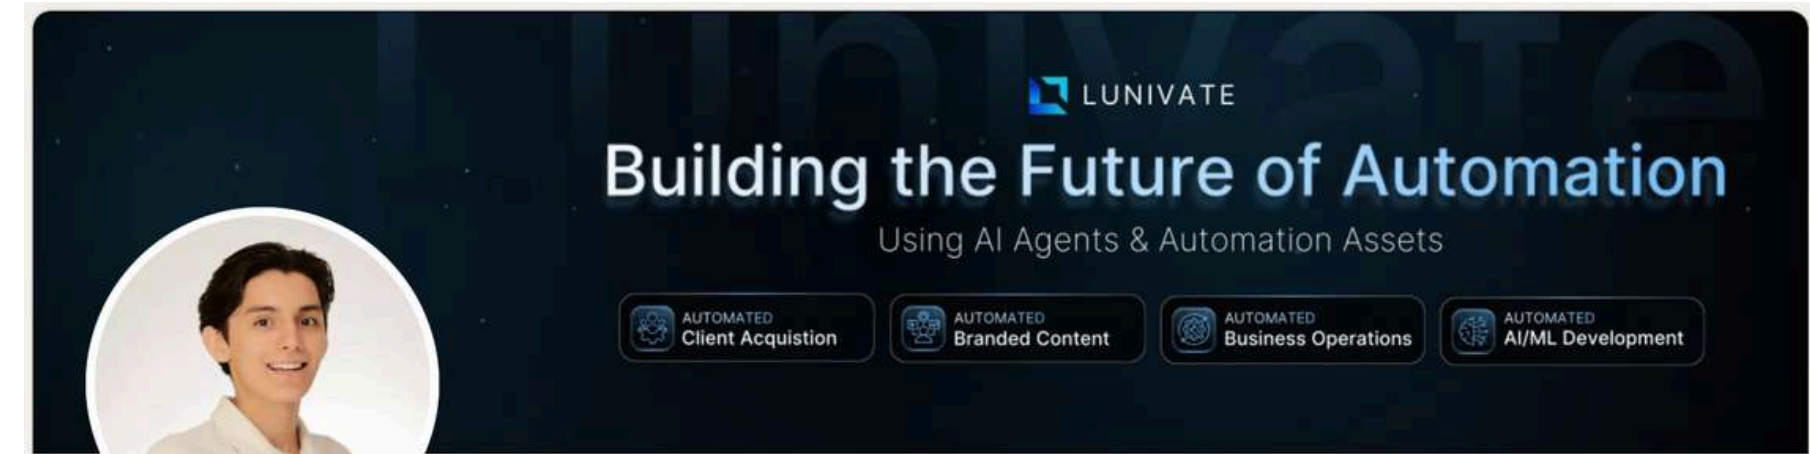 Lunivate
LUNIVATE
Building the Future of Automation
Using AI Agents & Automation Assets
AUTOMATED
Client Acquistion
AUTOMATED
Branded Content
AUTOMATED
Business Operations
AUTOMATED
AI/ML Development